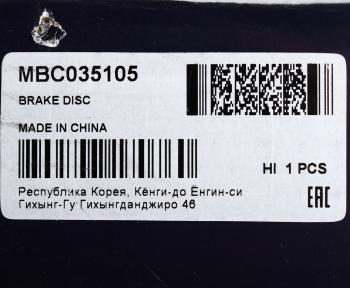 MBC035105
BRAKE DISC
MADE IN CHINA
HI 1 PCS
Республика Корея, Кёнги-до Ёнгин-си
Гихынг-Гу Гихынгданджиро 46
EAC